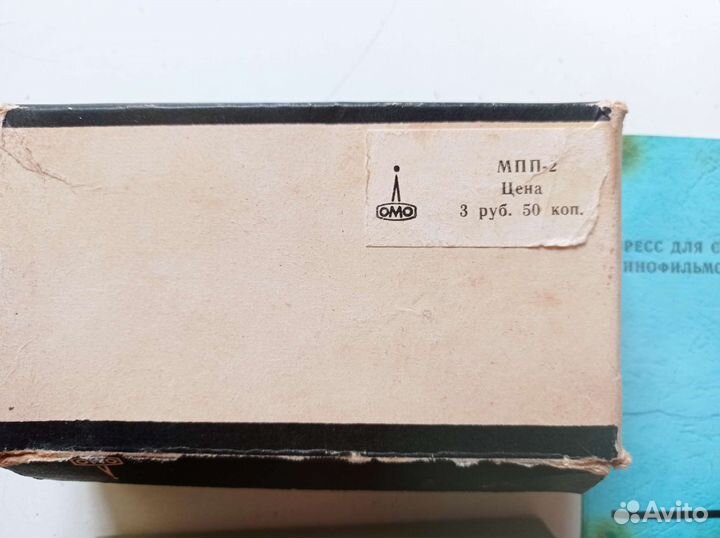 МПП-2
Цена
3 руб. 50 коп.
ОМО
РЕСС ДЛЯ С
ИНОФИЛЬМО
Avito